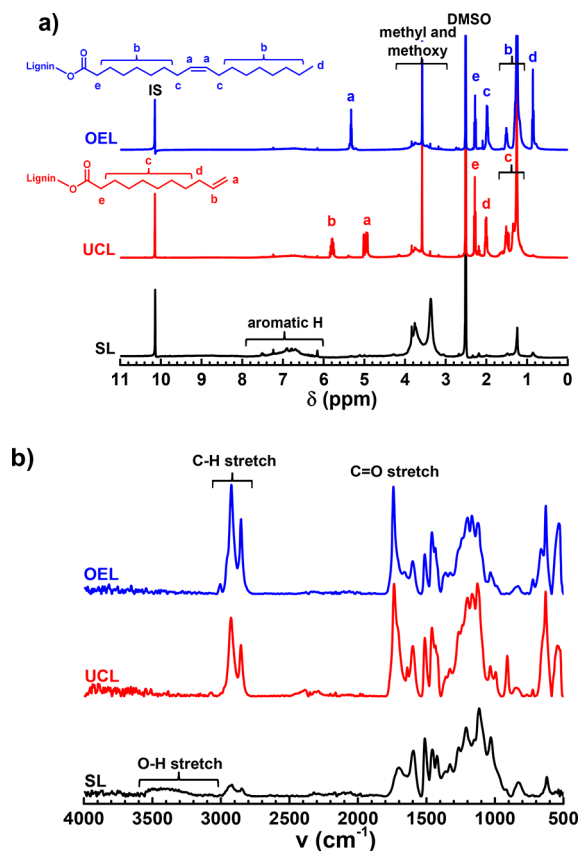 a)
DMSO
methyl and
methoxy
b
a a
b
b
d
Lignin
O
O
e
c
c
d
IS
a
e
c
OEL
c
Lignin
O
O
d
a
e
b
b
a
e
d
c
UCL
aromatic H
SL
11 10 9 8 7 6 5 4 3 2 1 0
δ (ppm)
b)
C-H stretch
C=O stretch
OEL
UCL
O-H stretch
SL
4000 3500 3000 2500 2000 1500 1000 500
ν (cm-1)